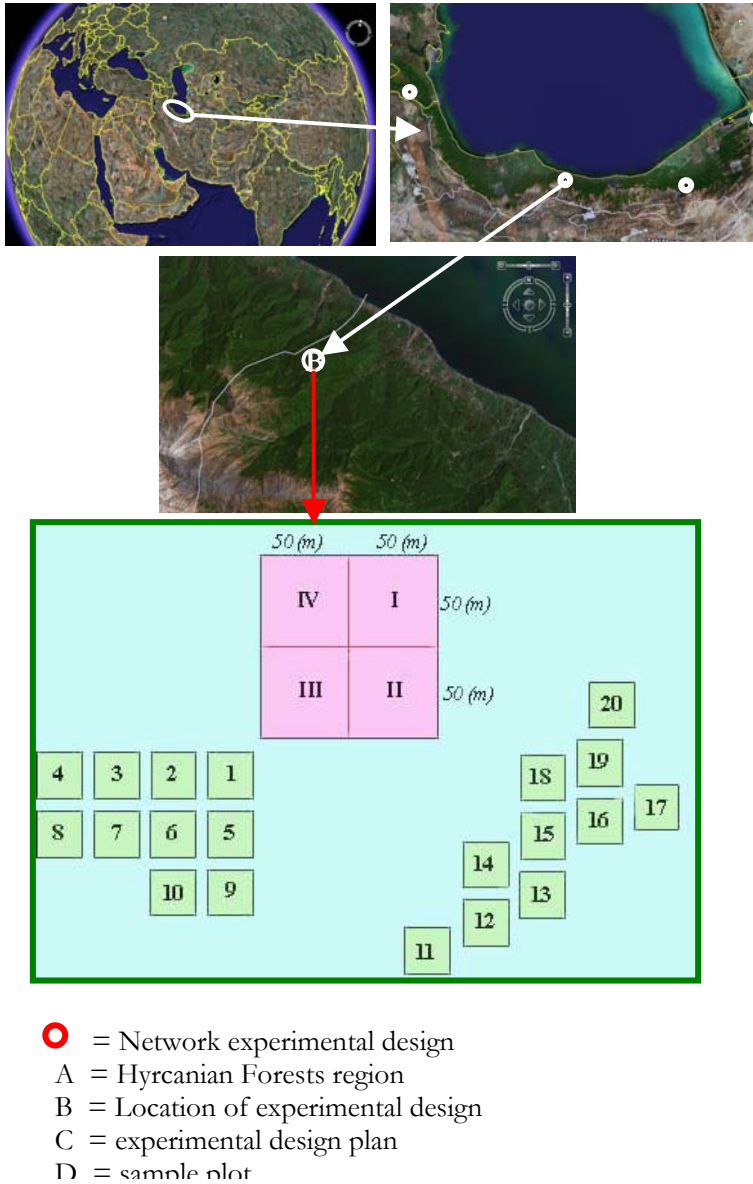 B
50 (m) 50 (m)
IV I 50 (m)
III II 50 (m)
20
4 3 2 1 18 19
8 7 6 5 15 16 17
10 9 14 13
12
11
= Network experimental design
A = Hyrcanian Forests region
B = Location of experimental design
C = experimental design plan
D = sample plot